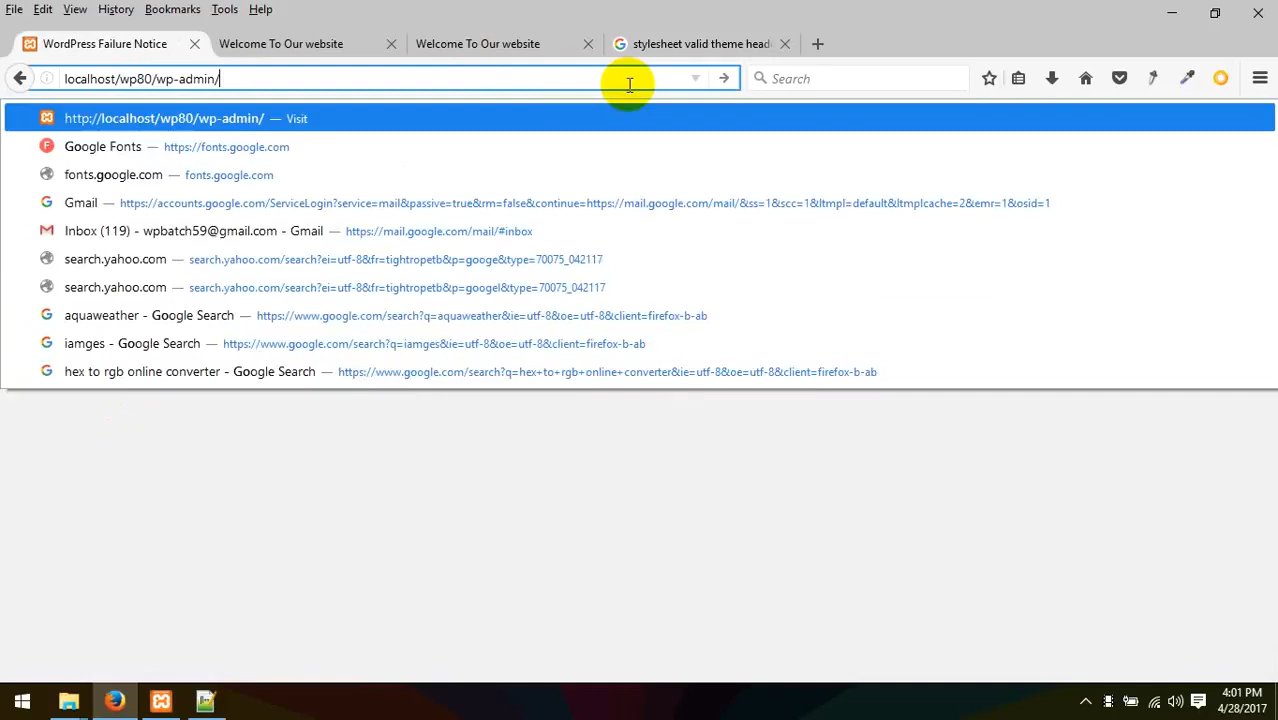 File Edit View History Bookmarks Tools Help
WordPress Failure Notice Welcome To Our website Welcome To Our website stylesheet valid theme head
localhost/wp80/wp-admin/ Search
http://localhost/wp80/wp-admin/ — Visit
Google Fonts — https://fonts.google.com
fonts.google.com — fonts.google.com
Gmail — https://accounts.google.com/ServiceLogin?service=mail&passive=true&rm=false&continue=https://mail.google.com/mail/&ss=1&scc=1&ltmpl=default&ltmplcache=2&emr=1&osid=1
Inbox (119) - wpbatch59@gmail.com - Gmail — https://mail.google.com/mail/#inbox
search.yahoo.com — search.yahoo.com/search?ei=utf-8&fr=tightropetb&p=googe&type=70075_042117
search.yahoo.com — search.yahoo.com/search?ei=utf-8&fr=tightropetb&p=googel&type=70075_042117
aquaweather - Google Search — https://www.google.com/search?q=aquaweather&ie=utf-8&oe=utf-8&client=firefox-b-ab
iamges - Google Search — https://www.google.com/search?q=iamges&ie=utf-8&oe=utf-8&client=firefox-b-ab
hex to rgb online converter - Google Search — https://www.google.com/search?q=hex+to+rgb+online+converter&ie=utf-8&oe=utf-8&client=firefox-b-ab
4:01 PM
4/28/2017